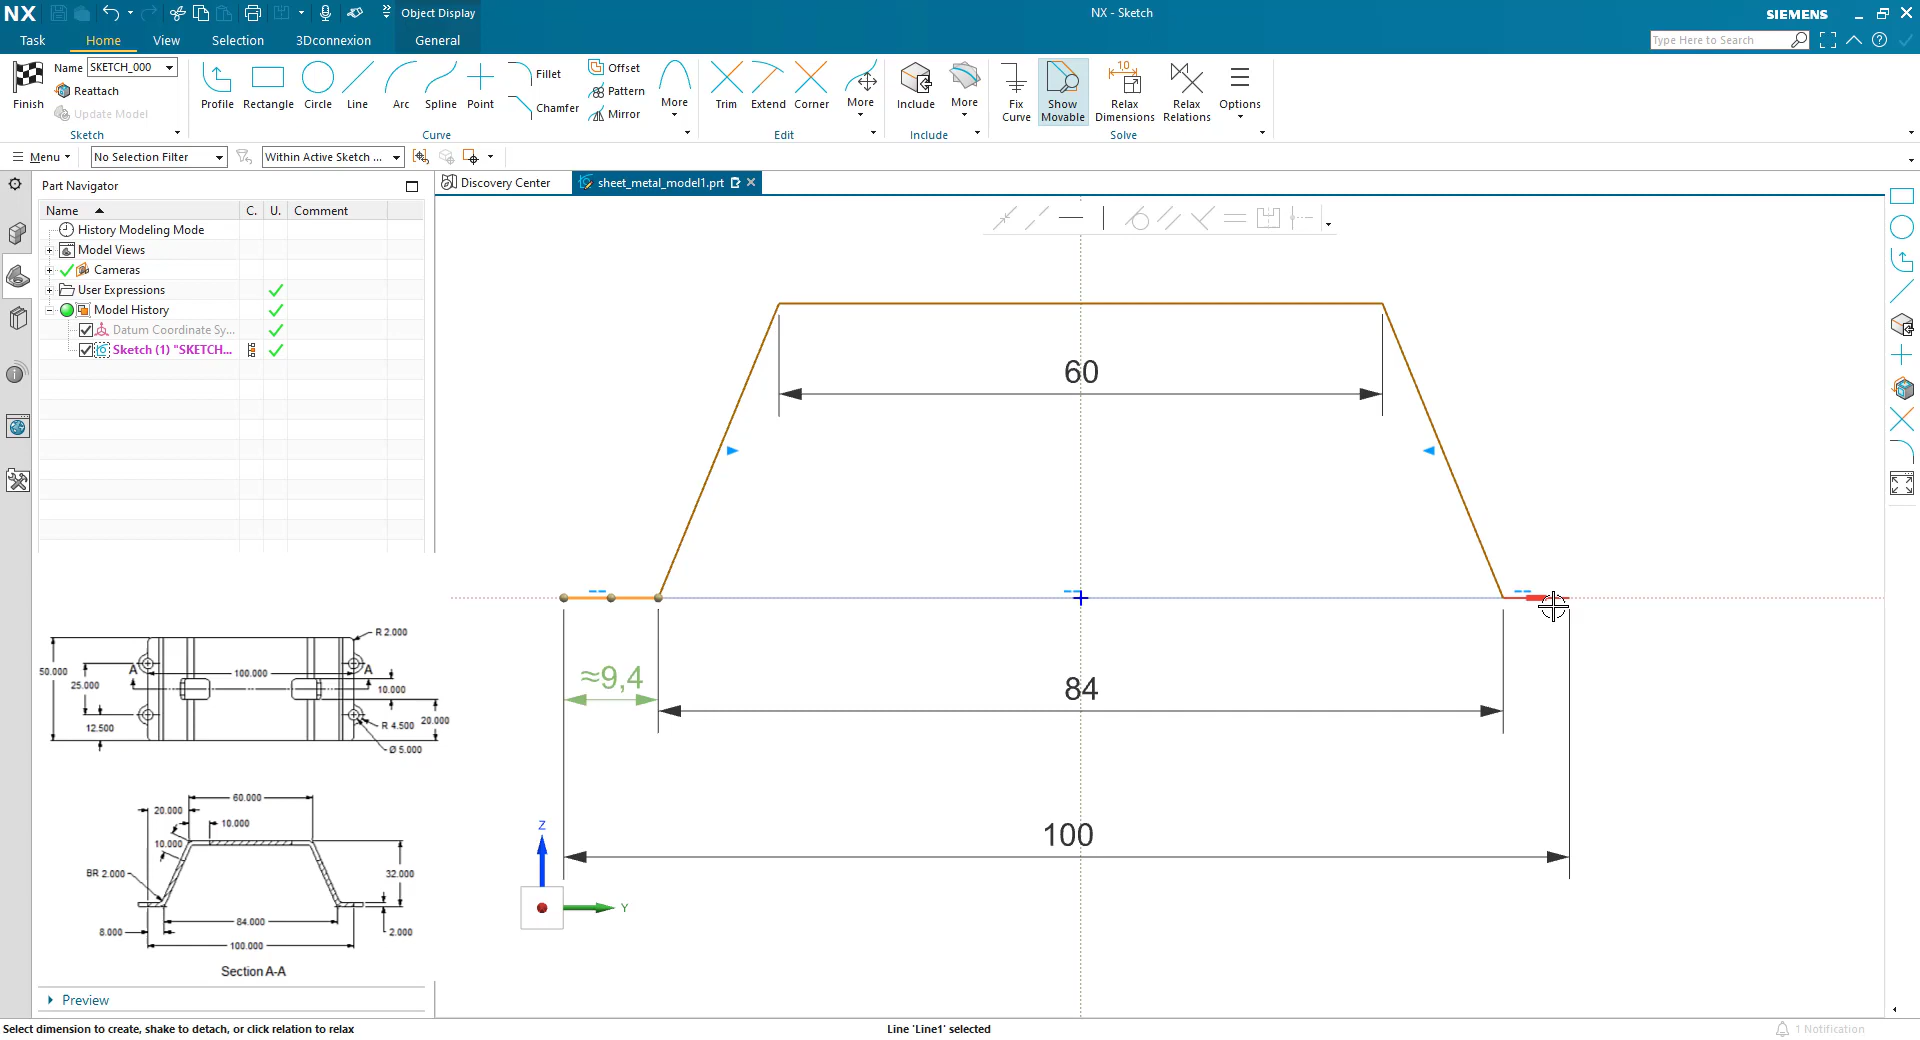 NX
Object Display
NX - Sketch
SIEMENS
Task
Home
View
Selection
3Dconnexion
General
Type Here to Search
Finish
Name SKETCH_000
Reattach
Update Model
Sketch
Profile
Rectangle
Circle
Line
Arc
Spline
Point
Fillet
Chamfer
Offset
Pattern
Mirror
More
Curve
Trim
Extend
Corner
More
Edit
Include
More
Include
Fix Curve
Show Movable
Relax Dimensions
Relax Relations
Options
Solve
Menu
No Selection Filter
Within Active Sketch ...
Part Navigator
Discovery Center
sheet_metal_model1.prt
Name
C.
U.
Comment
History Modeling Mode
Model Views
Cameras
User Expressions
Model History
Datum Coordinate Sy...
Sketch (1) "SKETCH...
60
≈9,4
84
100
Z
Y
R 2.000
50.000
A
A
100.000
25.000
10.000
12.500
R 4.500
20.000
Ø 5.000
60.000
20.000
10.000
10.000
BR 2.000
32.000
84.000
8.000
2.000
100.000
Section A-A
Preview
Select dimension to create, shake to detach, or click relation to relax
Line 'Line1' selected
1 Notification